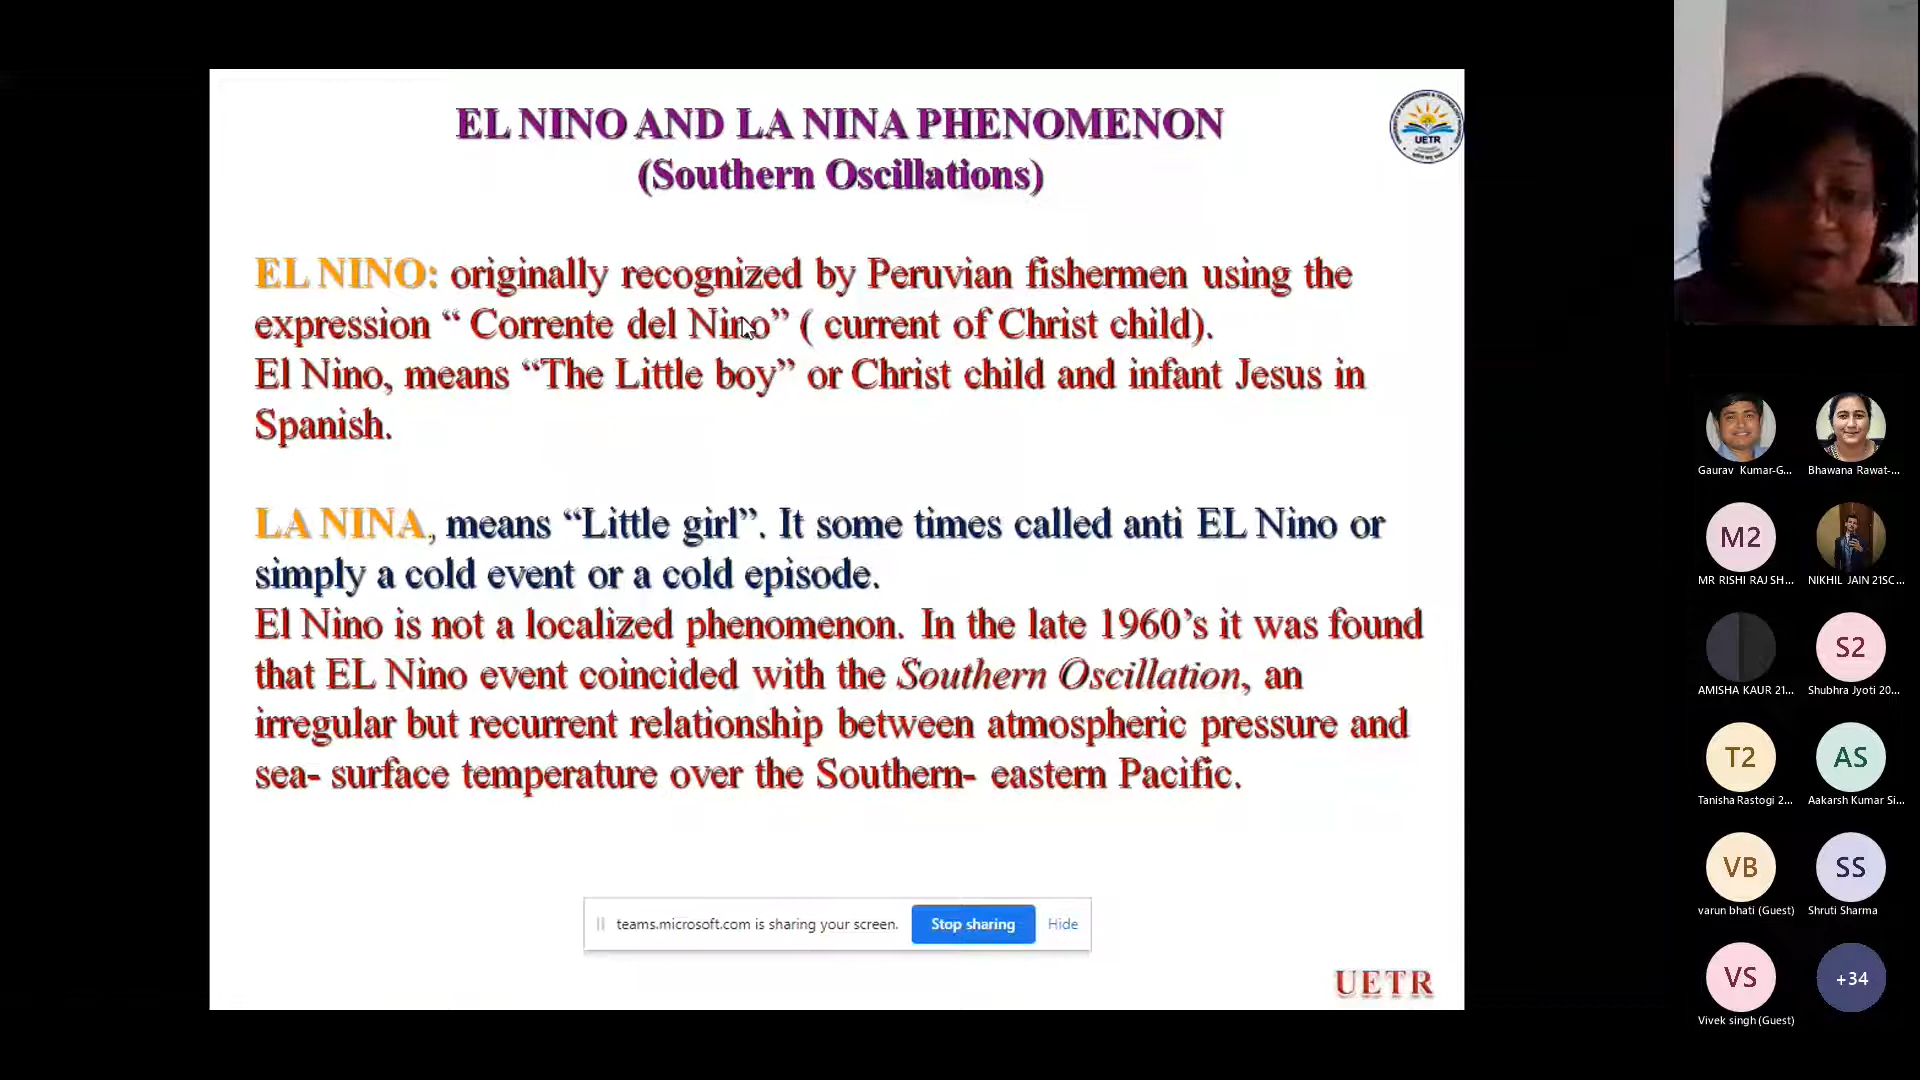 EL NINO AND LA NINA PHENOMENON
(Southern Oscillations)
UETR
EL NINO: originally recognized by Peruvian fishermen using the
expression “ Corrente del Nino” ( current of Christ child).
El Nino, means “The Little boy” or Christ child and infant Jesus in
Spanish.
LA NINA, means “Little girl”. It some times called anti EL Nino or
simply a cold event or a cold episode.
El Nino is not a localized phenomenon. In the late 1960’s it was found
that EL Nino event coincided with the Southern Oscillation, an
irregular but recurrent relationship between atmospheric pressure and
sea- surface temperature over the Southern- eastern Pacific.
teams.microsoft.com is sharing your screen. Stop sharing Hide
UETR
Gaurav Kumar-G...
Bhawana Rawat-...
M2
MR RISHI RAJ SH...
NIKHIL JAIN 21SC...
AMISHA KAUR 21...
S2
Shubhra Jyoti 20...
T2
Tanisha Rastogi 2...
AS
Aakarsh Kumar Si...
VB
varun bhati (Guest)
SS
Shruti Sharma
VS
Vivek singh (Guest)
+34